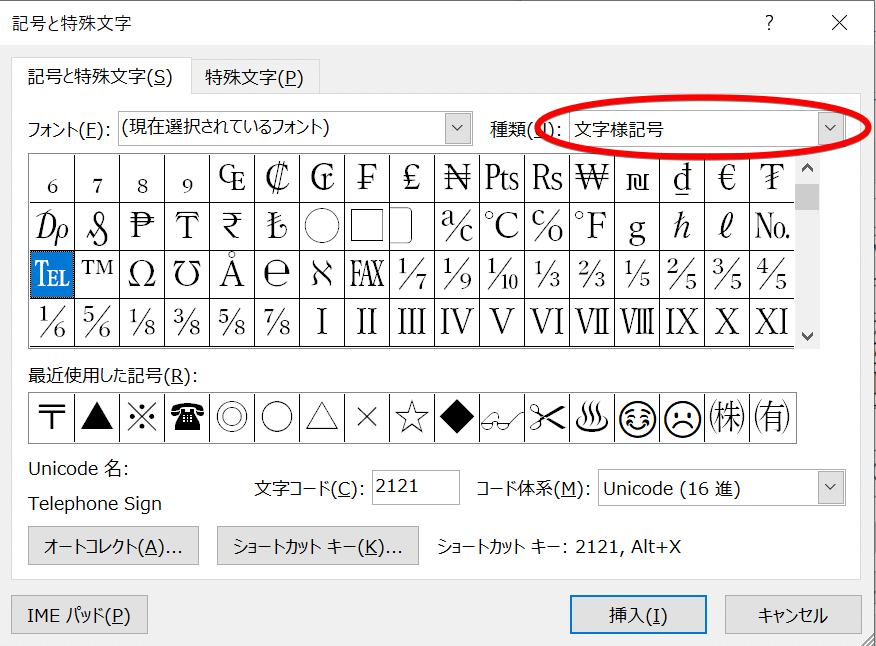 記号と特殊文字
記号と特殊文字(S) 特殊文字(P)
フォント(F): (現在選択されているフォント) 種類(U): 文字様記号
₆ ₇ ₈ ₉ ₠ ₡ ₢ ₣ ₤ ₦ ₧ ₨ ₩ ₪ ₫ € ₮
₯ ₰ ₱ ₸ ₹ ₺ ⃝ ⃞ ℀ ℃ ℅ ℉ ℊ ℏ ℓ №
℡ ™ Ω ℧ Å ℮ ℵ ℻ ⅐ ⅑ ⅒ ⅓ ⅔ ⅕ ⅖ ⅗ ⅘
⅙ ⅚ ⅛ ⅜ ⅝ ⅞ Ⅰ Ⅱ Ⅲ Ⅳ Ⅴ Ⅵ Ⅶ Ⅷ Ⅸ Ⅹ Ⅺ
最近使用した記号(R):
〒 ▲ ※ ☎ ◎ ○ △ × ☆ ◆ ✂ ♨ ☹ ㈱ ㈲
Unicode 名:
Telephone Sign
文字コード(C): 2121 コード体系(M): Unicode (16 進)
オートコレクト(A)... ショートカット キー(K)... ショートカット キー: 2121, Alt+X
IME パッド(P) 挿入(I) キャンセル